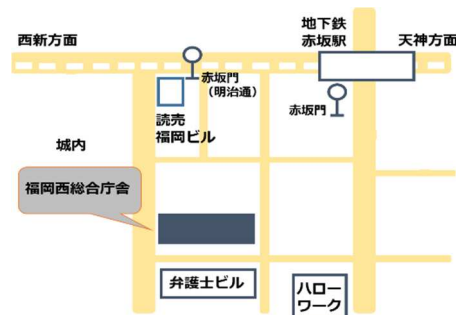 地下鉄
赤坂駅
西新方面
天神方面
赤坂門
（明治通）
赤坂門
読売
福岡ビル
城内
福岡西総合庁舎
弁護士ビル
ハロー
ワーク